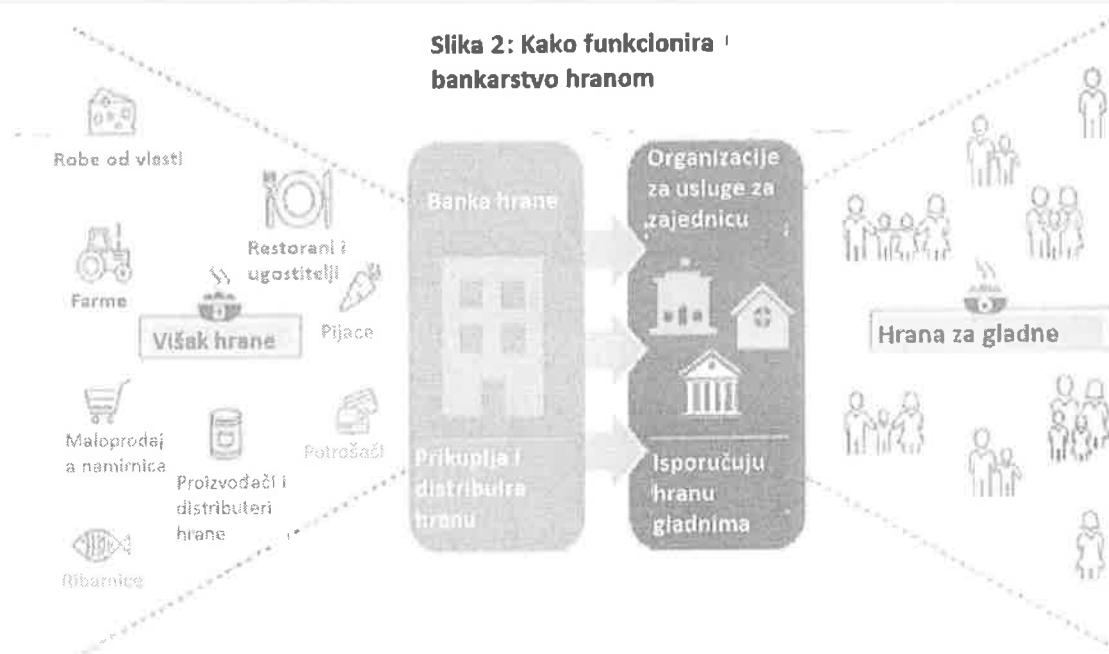 Slika 2: Kako funkcionira
bankarstvo hranom
Robe od vlasti
Restorani i
ugostitelji
Farme
Višak hrane
Pijace
Maloprodaj
a namirnica
Proizvođači i
distributeri
hrane
Potrošači
Ribarnice
Banka hrane
Prikuplja i
distribuira
hranu
Organizacije
za usluge za
zajednicu
Isporučuju
hranu
gladnima
Hrana za gladne